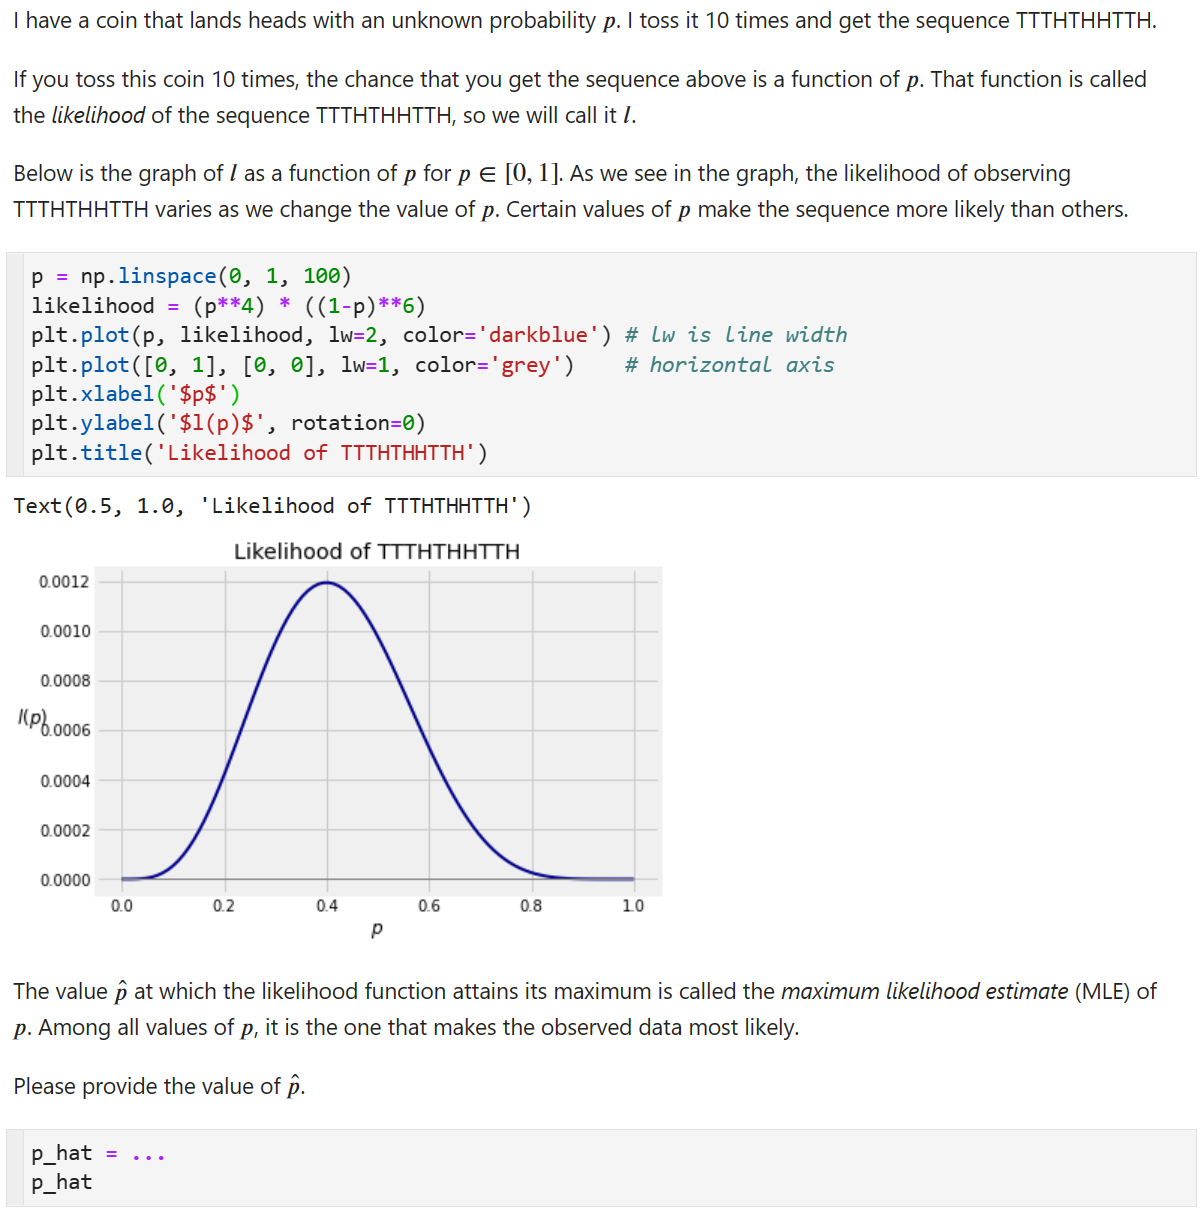 I have a coin that lands heads with an unknown probability p. I toss it 10 times and get the sequence TTTHTHHTTH.
If you toss this coin 10 times, the chance that you get the sequence above is a function of p. That function is called
the likelihood of the sequence TTTHTHHTTH, so we will call it l.
Below is the graph of l as a function of p for p ∈ [0, 1]. As we see in the graph, the likelihood of observing
TTTHTHHTTH varies as we change the value of p. Certain values of p make the sequence more likely than others.
p = np.linspace(0, 1, 100)
likelihood = (p**4) * ((1-p)**6)
plt.plot(p, likelihood, lw=2, color='darkblue') # lw is line width
plt.plot([0, 1], [0, 0], lw=1, color='grey')    # horizontal axis
plt.xlabel('$p$')
plt.ylabel('$l(p)$', rotation=0)
plt.title('Likelihood of TTTHTHHTTH')
Text(0.5, 1.0, 'Likelihood of TTTHTHHTTH')
Likelihood of TTTHTHHTTH
0.0012
0.0010
0.0008
l(p)
0.0006
0.0004
0.0002
0.0000
0.0 0.2 0.4 0.6 0.8 1.0
p
The value p̂ at which the likelihood function attains its maximum is called the maximum likelihood estimate (MLE) of
p. Among all values of p, it is the one that makes the observed data most likely.
Please provide the value of p̂.
p_hat = ...
p_hat